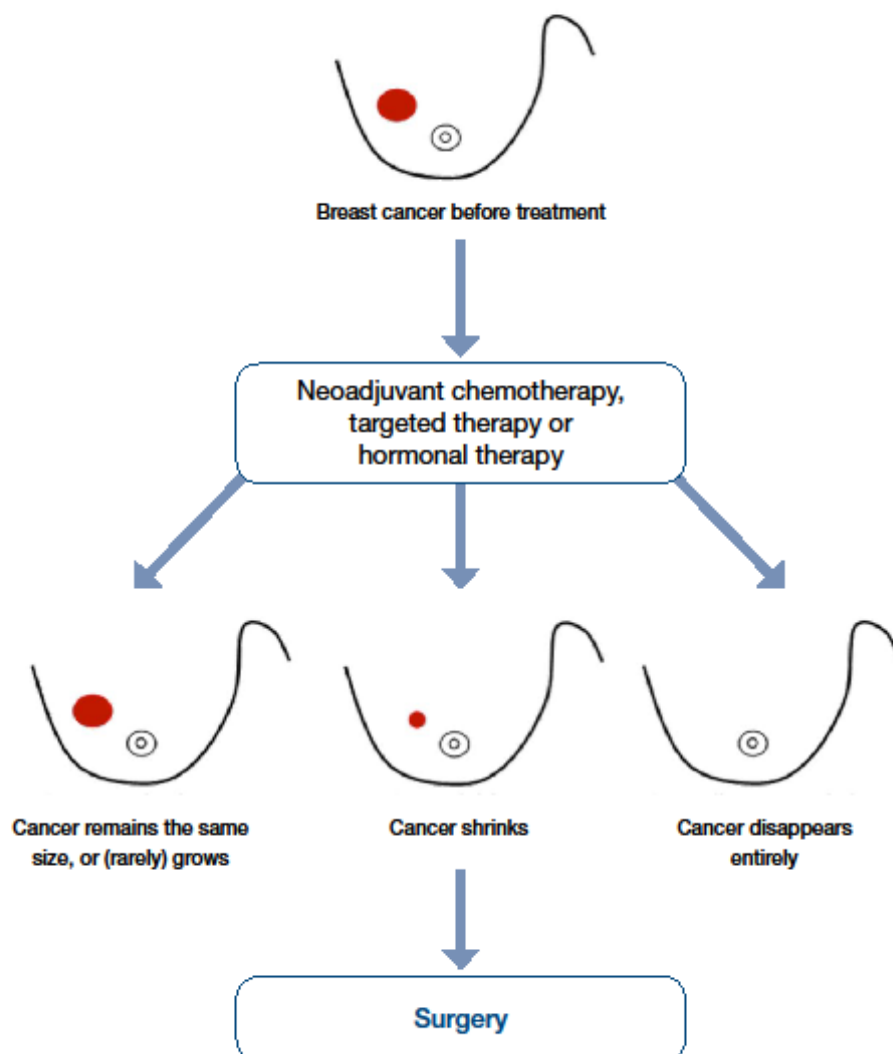 Breast cancer before treatment
Neoadjuvant chemotherapy,
targeted therapy or
hormonal therapy
Cancer remains the same
size, or (rarely) grows
Cancer shrinks
Cancer disappears
entirely
Surgery